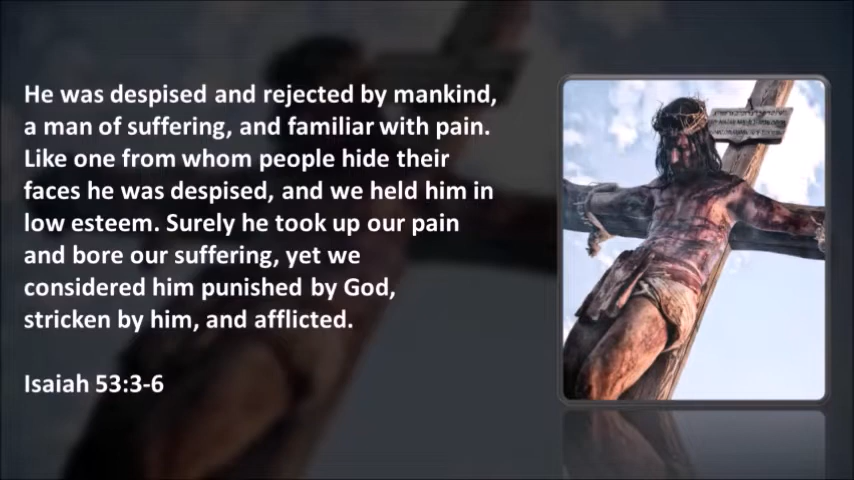 He was despised and rejected by mankind,
a man of suffering, and familiar with pain.
Like one from whom people hide their
faces he was despised, and we held him in
low esteem. Surely he took up our pain
and bore our suffering, yet we
considered him punished by God,
stricken by him, and afflicted.
Isaiah 53:3-6